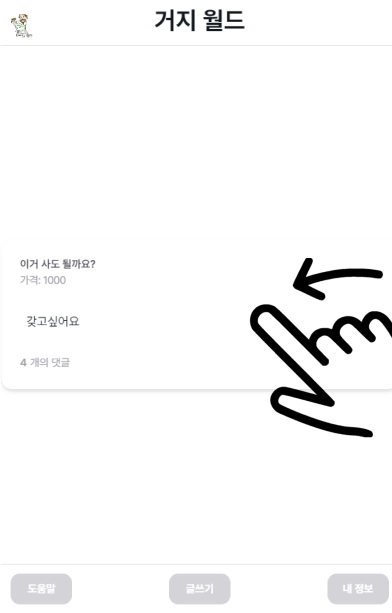 거지 월드
이거 사도 될까요?
가격: 1000
갖고싶어요
4 개의 댓글
도움말
글쓰기
내 정보